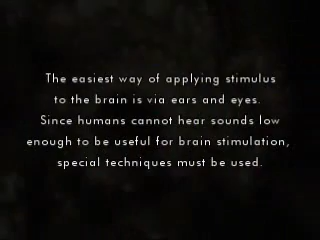 The easiest way of applying stimulus
to the brain is via ears and eyes.
Since humans cannot hear sounds low
enough to be useful for brain stimulation,
special techniques must be used.